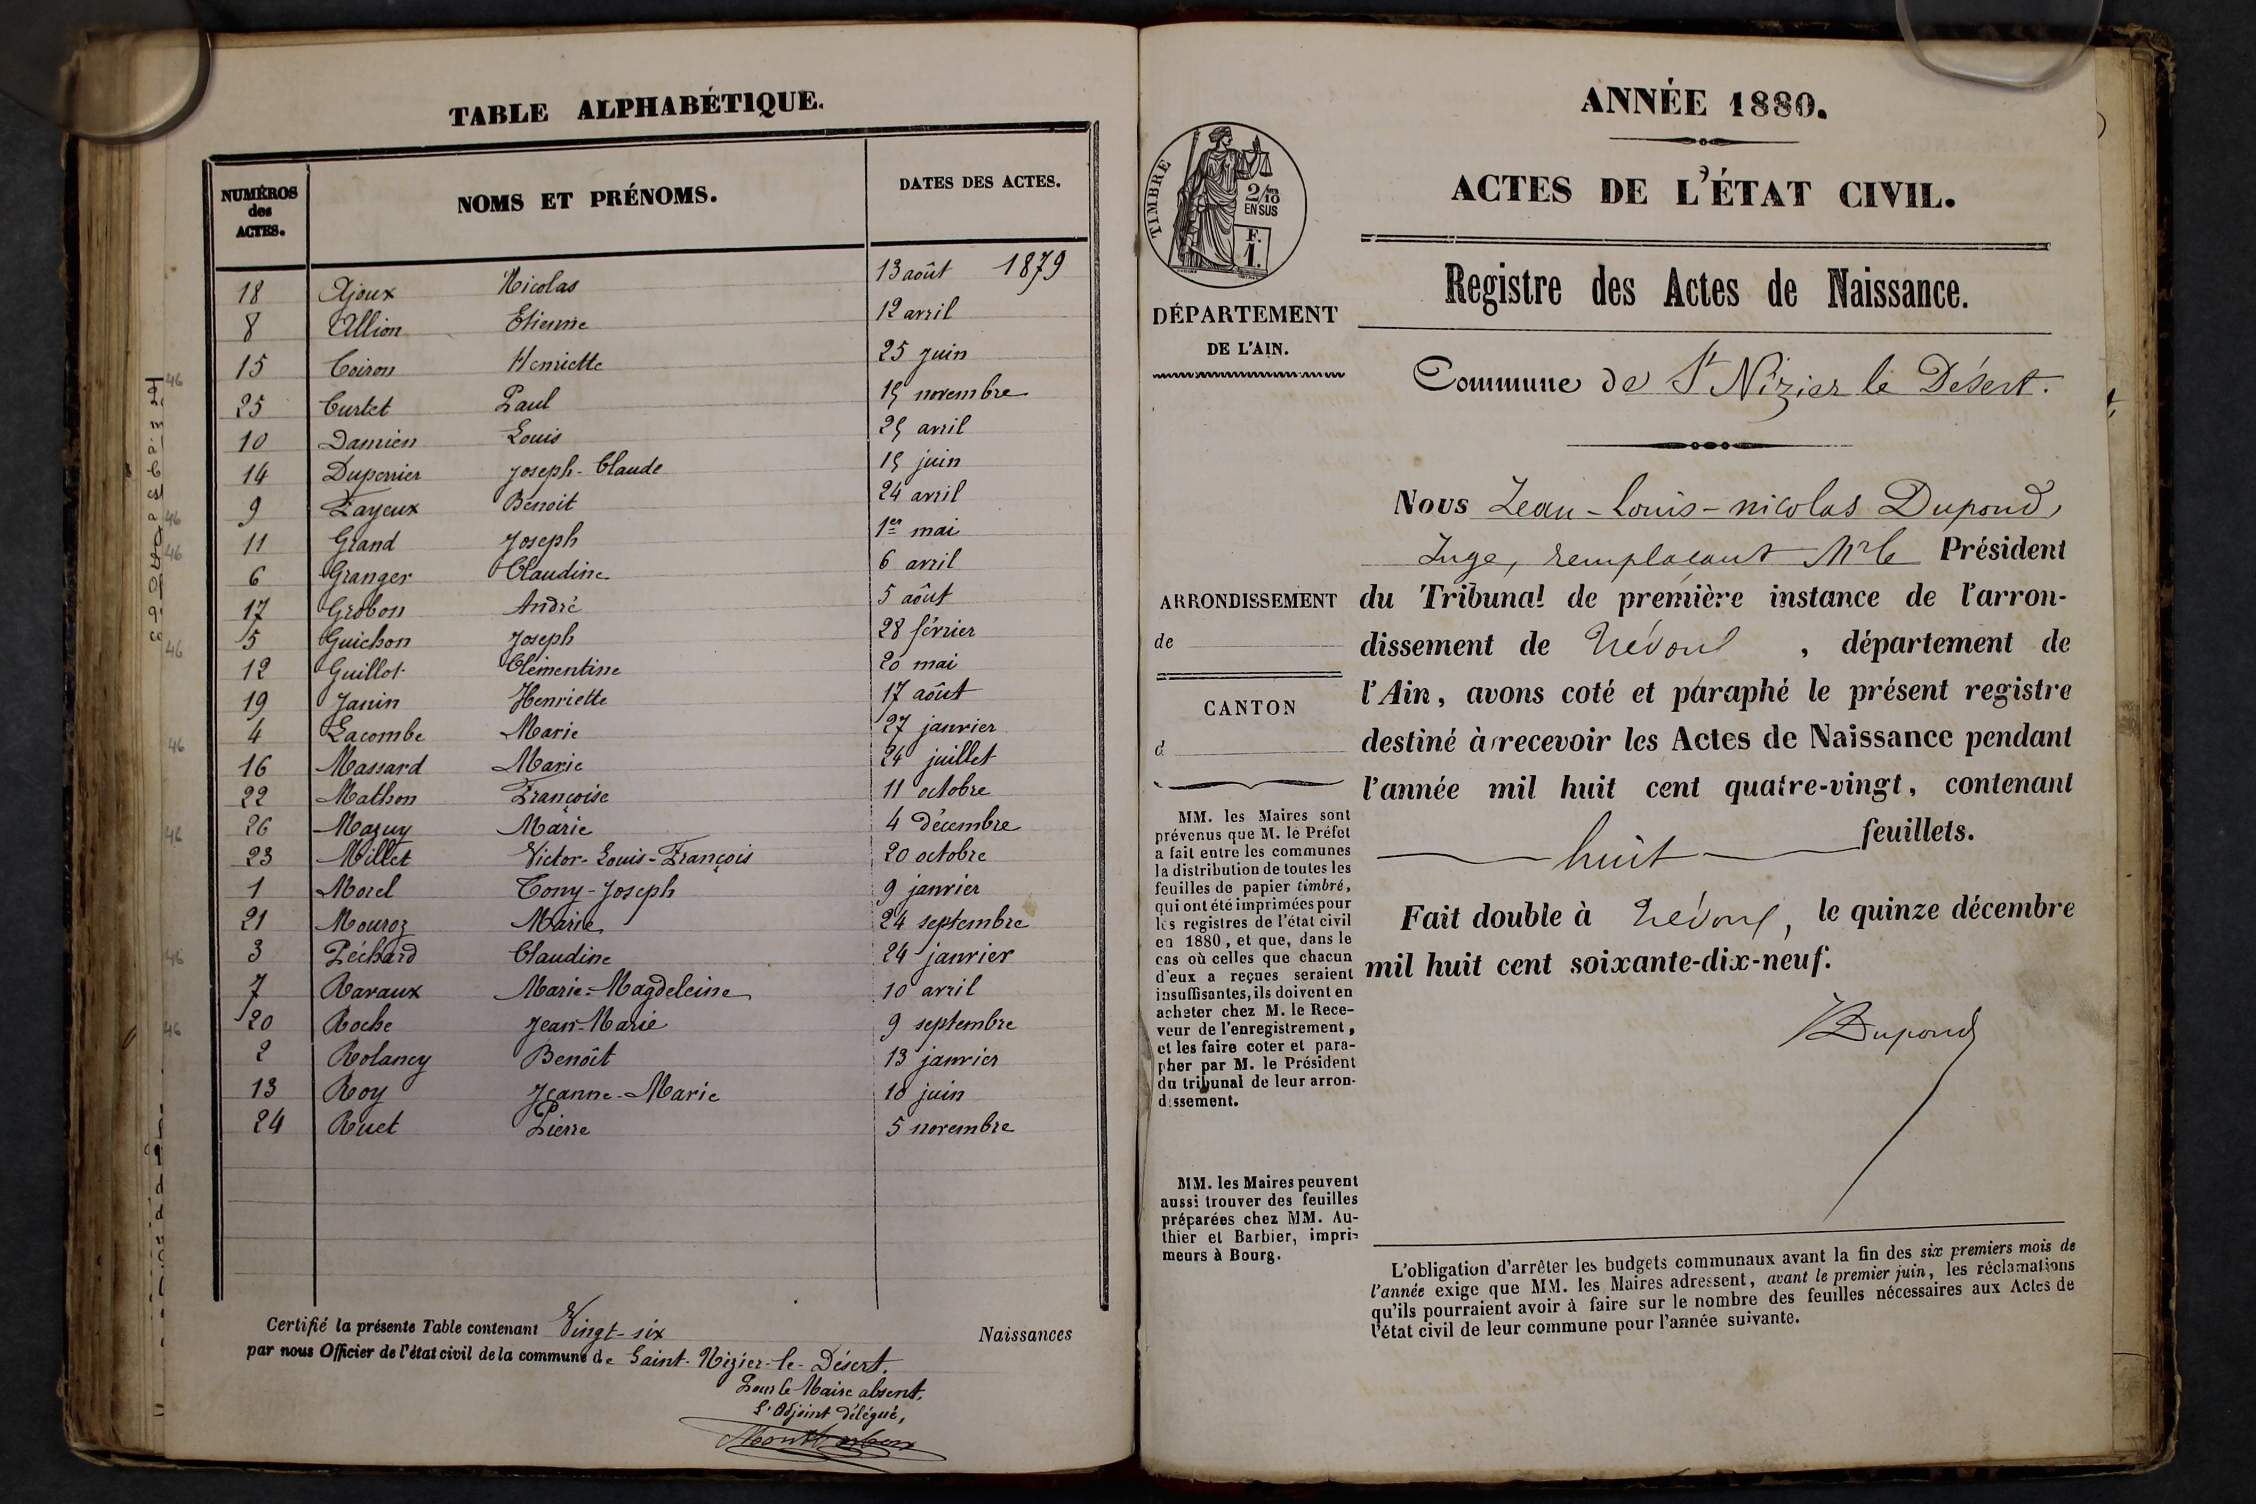 TABLE ALPHABÉTIQUE.
NUMÉROS des ACTES. NOMS ET PRÉNOMS. DATES DES ACTES.
18 Ajoux Nicolas 13 août 1879
8 Allion Etienne 12 avril
15 Coiron Henriette 25 juin
25 Curtet Paul 15 novembre
10 Damien Louis 25 avril
14 Duperrier Joseph-Claude 15 juin
9 Fayeux Benoit 24 avril
11 Grand Joseph 1er mai
6 Granger Claudine 6 avril
17 Grobon André 5 août
5 Guichon Joseph 28 février
12 Guillot Clémentine 20 mai
19 Janin Henriette 17 août
4 Lacombe Marie 27 janvier
16 Massard Marie 24 juillet
22 Mathon Françoise 11 octobre
26 Mazuy Marie 4 décembre
23 Millet Victor-Louis-François 20 octobre
1 Morel Tony-Joseph 9 janvier
21 Mouroz Marie 24 septembre
3 Péchard Claudine 24 janvier
7 Ravaux Marie-Magdeleine 10 avril
20 Roche Jean-Marie 9 septembre
2 Rolancy Benoît 13 janvier
13 Roy Jeanne-Marie 10 juin
24 Ruet Pierre 5 novembre
Certifié la présente Table contenant Vingt-six Naissances
par nous Officier de l'état civil de la commune de Saint-Nizier-le-Désert.
Pour le Maire absent,
L'Adjoint délégué,
ANNÉE 1880.
ACTES DE L'ÉTAT CIVIL.
Registre des Actes de Naissance.
Commune de St Nizier le Désert.
TIMBRE
2/10 en
EN SUS
F.
1.
DÉPARTEMENT
DE L'AIN.
ARRONDISSEMENT
de
CANTON
d
MM. les Maires sont
prévenus que M. le Préfet
a fait entre les communes
la distribution de toutes les
feuilles de papier timbré,
qui ont été imprimées pour
les registres de l'état civil
en 1880, et que, dans le
cas où celles que chacun
d'eux a reçues seraient
insuffisantes, ils doivent en
acheter chez M. le Rece-
veur de l'enregistrement,
et les faire coter et para-
pher par M. le Président
du tribunal de leur arron-
dissement.
MM. les Maires peuvent
aussi trouver des feuilles
préparées chez MM. Au-
thier et Barbier, impri-
meurs à Bourg.
Nous Jean-Louis-nicolas Dupond,
Juge, remplaçant Mr le Président
du Tribunal de première instance de l'arron-
dissement de Trévoux, département de
l'Ain, avons coté et paraphé le présent registre
destiné à recevoir les Actes de Naissance pendant
l'année mil huit cent quatre-vingt, contenant
huit feuillets.
Fait double à Trévoux, le quinze décembre
mil huit cent soixante-dix-neuf.
Dupond
L'obligation d'arrêter les budgets communaux avant la fin des six premiers mois de
l'année exige que MM. les Maires adressent, avant le premier juin, les réclamations
qu'ils pourraient avoir à faire sur le nombre des feuilles nécessaires aux Actes de
l'état civil de leur commune pour l'année suivante.